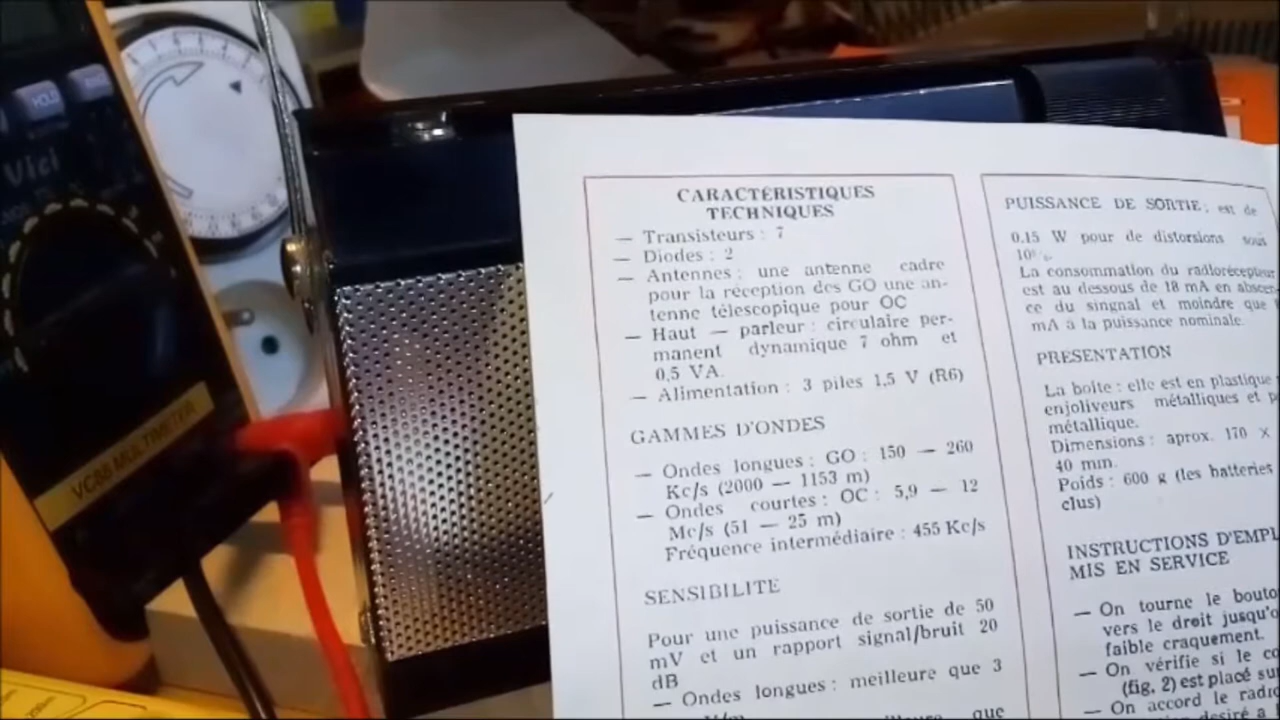 HOLD
Vici
VC88 MULTIMETER
CARACTÉRISTIQUES
TECHNIQUES
— Transisteurs : 7
— Diodes : 2
— Antennes : une antenne cadre
pour la réception des GO une an-
tenne télescopique pour OC
— Haut — parleur : circulaire per-
manent dynamique 7 ohm et
0,5 VA.
— Alimentation : 3 piles 1,5 V (R6)
GAMMES D'ONDES
— Ondes longues : GO : 150 — 260
Kc/s (2000 — 1153 m)
— Ondes courtes : OC : 5,9 — 12
Mc/s (51 — 25 m)
Fréquence intermédiaire : 455 Kc/s
SENSIBILITE
Pour une puissance de sortie de 50
mV et un rapport signal/bruit 20
dB
— Ondes longues : meilleure que 3
que
PUISSANCE DE SORTIE : est de
0,15 W pour de distorsions sous
La consommation du radiorécepteur
est au dessous de 18 mA en absen-
ce du singnal et moindre que
mA à la puissance nominale.
PRESENTATION
La boîte : elle est en plastique
enjoliveurs métalliques et
métallique.
Dimensions : aprox. 170 ×
40 mm.
Poids : 600 g (les batteries
clus)
INSTRUCTIONS D'EMPL
MIS EN SERVICE
— On tourne le bouto
vers le droit jusqu'
faible craquement.
— On vérifie si le
(fig. 2) est placé
— On accord le radi